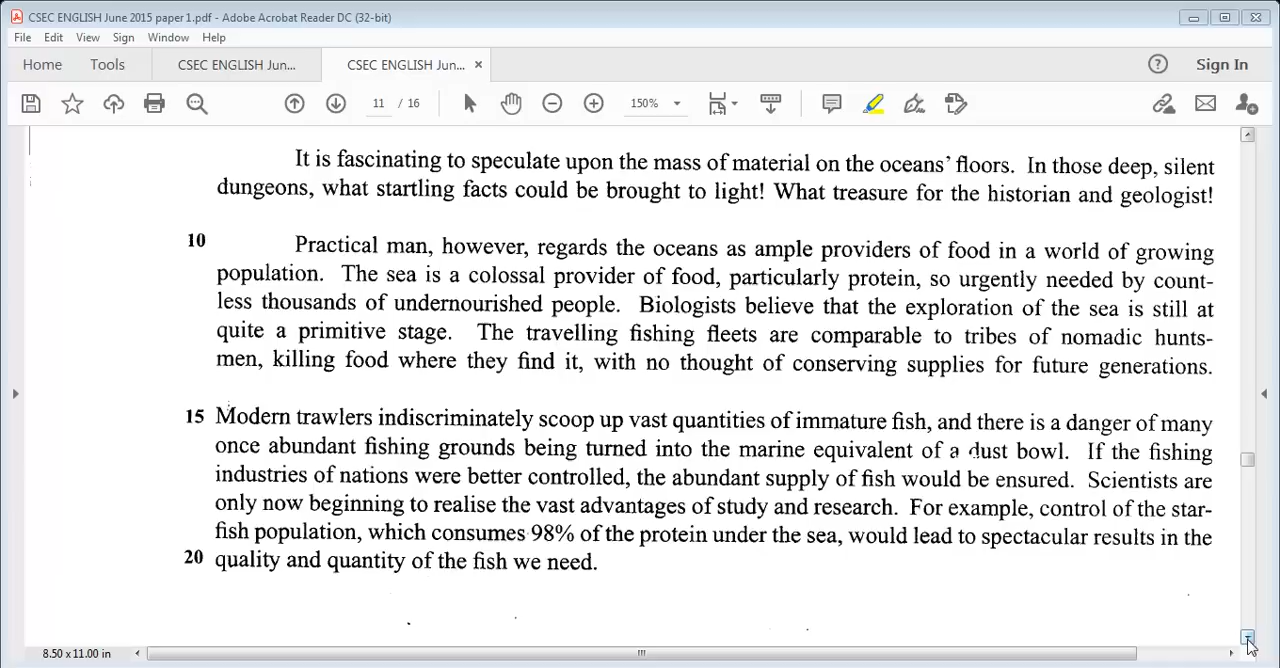 CSEC ENGLISH June 2015 paper 1.pdf - Adobe Acrobat Reader DC (32-bit)
File Edit View Sign Window Help
Home Tools CSEC ENGLISH Jun... CSEC ENGLISH Jun... ×
Sign In
11 / 16 150%
It is fascinating to speculate upon the mass of material on the oceans' floors. In those deep, silent
dungeons, what startling facts could be brought to light! What treasure for the historian and geologist!
10 Practical man, however, regards the oceans as ample providers of food in a world of growing
population. The sea is a colossal provider of food, particularly protein, so urgently needed by count-
less thousands of undernourished people. Biologists believe that the exploration of the sea is still at
quite a primitive stage. The travelling fishing fleets are comparable to tribes of nomadic hunts-
men, killing food where they find it, with no thought of conserving supplies for future generations.
15 Modern trawlers indiscriminately scoop up vast quantities of immature fish, and there is a danger of many
once abundant fishing grounds being turned into the marine equivalent of a dust bowl. If the fishing
industries of nations were better controlled, the abundant supply of fish would be ensured. Scientists are
only now beginning to realise the vast advantages of study and research. For example, control of the star-
fish population, which consumes 98% of the protein under the sea, would lead to spectacular results in the
20 quality and quantity of the fish we need.
8.50 x 11.00 in